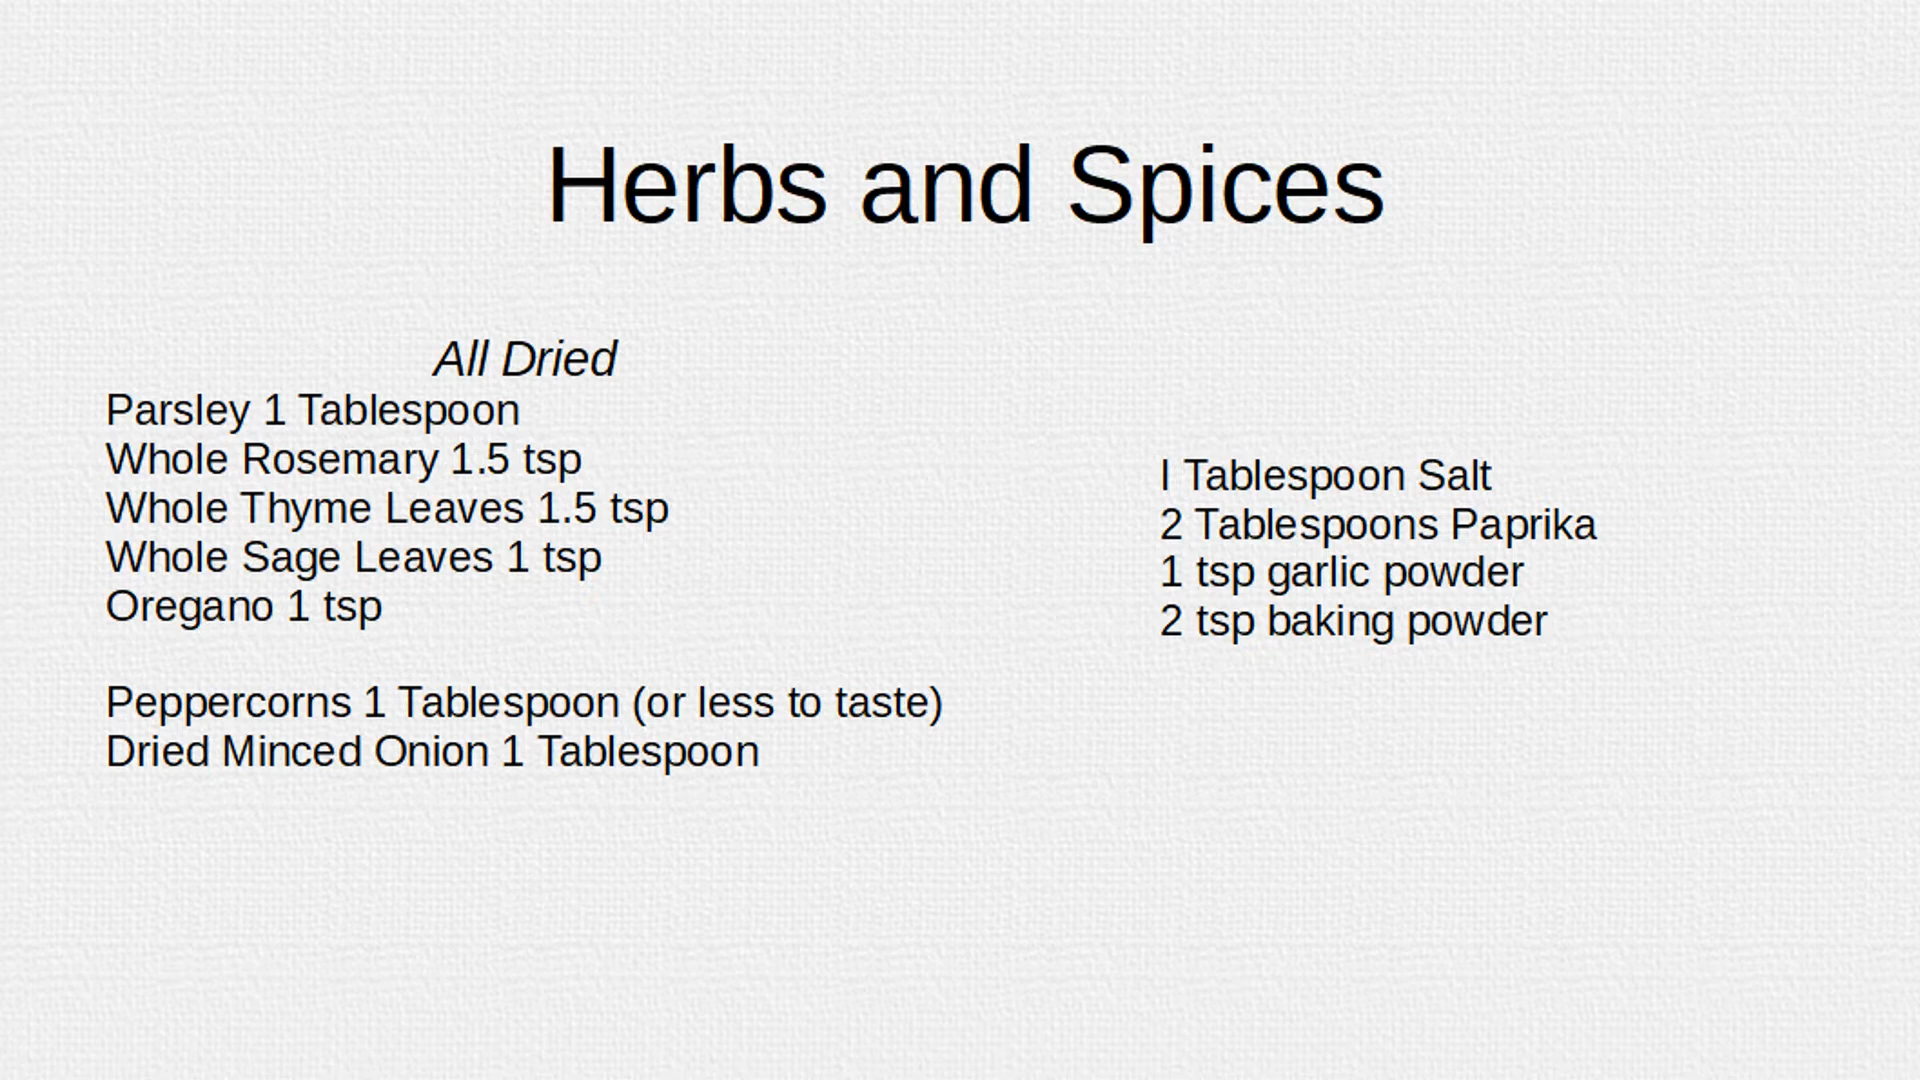 Herbs and Spices
All Dried
Parsley 1 Tablespoon
Whole Rosemary 1.5 tsp
Whole Thyme Leaves 1.5 tsp
Whole Sage Leaves 1 tsp
Oregano 1 tsp
Peppercorns 1 Tablespoon (or less to taste)
Dried Minced Onion 1 Tablespoon
I Tablespoon Salt
2 Tablespoons Paprika
1 tsp garlic powder
2 tsp baking powder